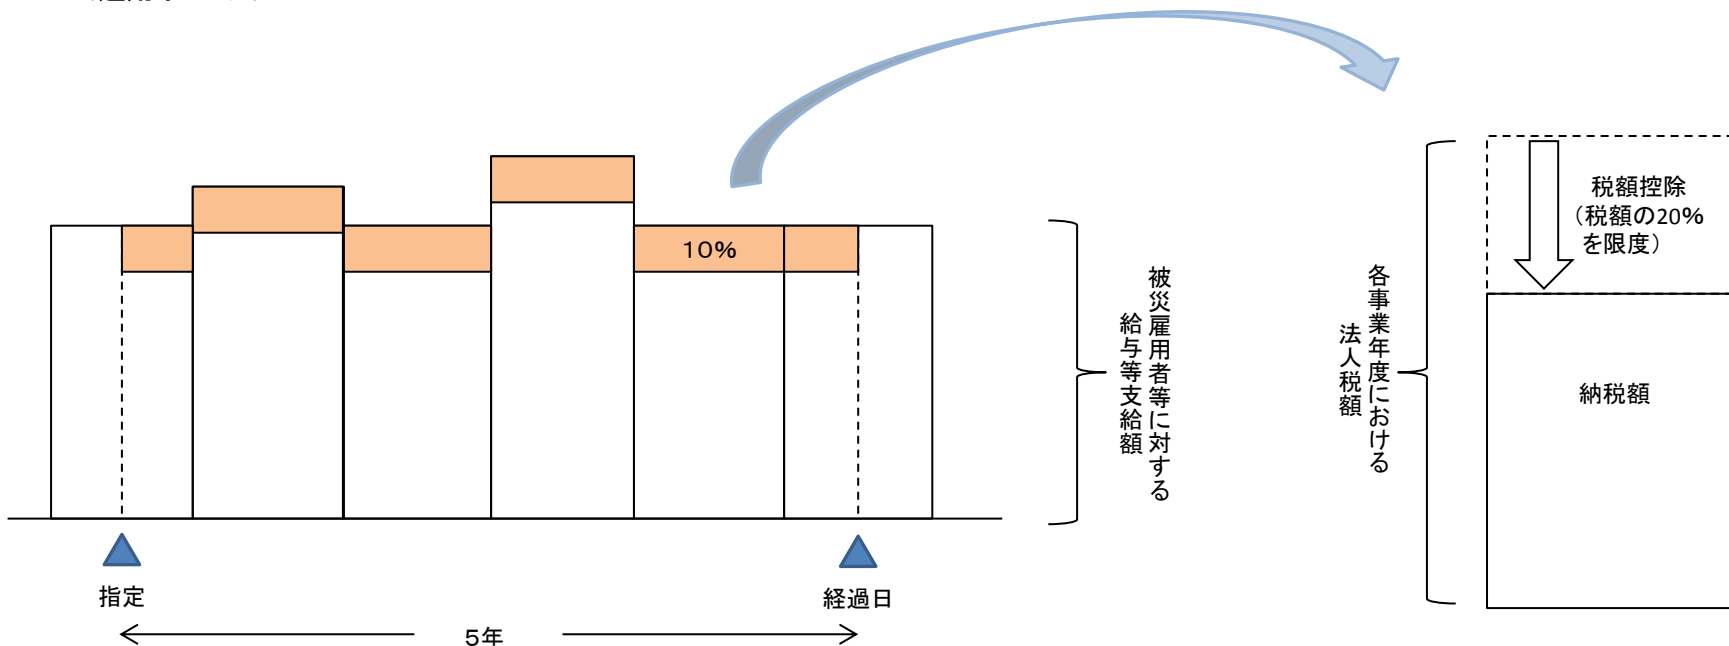 10%
指定
経過日
5年
被災雇用者等に対する
給与等支給額
各事業年度における
法人税額
税額控除
(税額の20%
を限度)
納税額